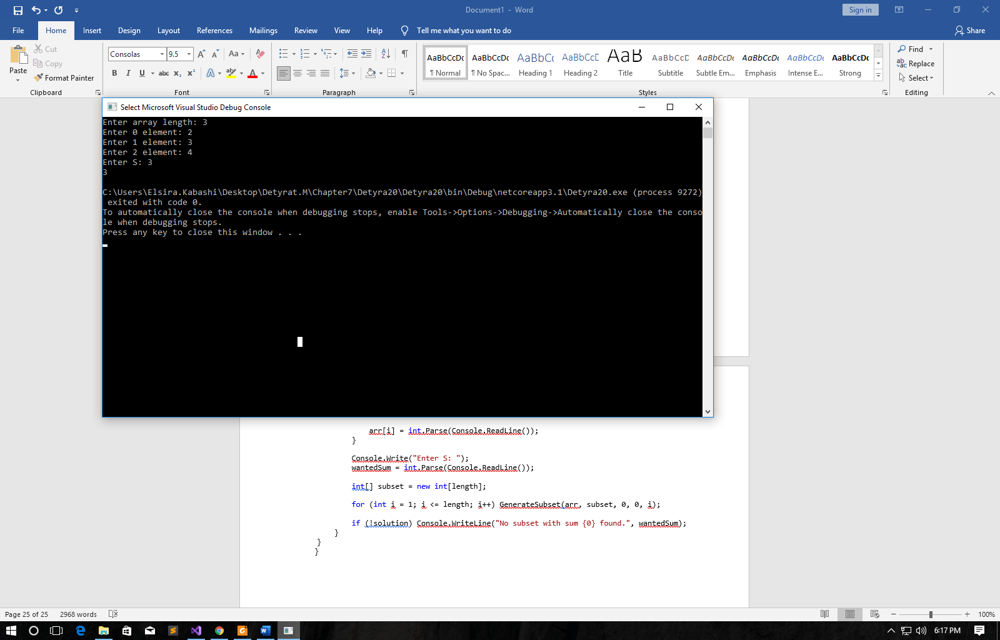 Document1 - Word
Sign in
File Home Insert Design Layout References Mailings Review View Help Tell me what you want to do Share
Paste
Cut
Copy
Format Painter
Clipboard
Consolas 9.5
Aa
B I U abc x₂ x²
Font
Paragraph
AaBbCcDc ¶ Normal
AaBbCcDc ¶ No Spac...
AaBbCc Heading 1
AaBbCcD Heading 2
AaB Title
AaBbCcD Subtitle
AaBbCcDc Subtle Em...
AaBbCcDc Emphasis
AaBbCcDc Intense E...
AaBbCcDc Strong
Styles
Find
Replace
Select
Editing
Select Microsoft Visual Studio Debug Console
Enter array length: 3
Enter 0 element: 2
Enter 1 element: 3
Enter 2 element: 4
Enter S: 3
3
C:\Users\Elsira.Kabashi\Desktop\Detyrat.M\Chapter7\Detyra20\Detyra20\bin\Debug\netcoreapp3.1\Detyra20.exe (process 9272)
exited with code 0.
To automatically close the console when debugging stops, enable Tools->Options->Debugging->Automatically close the conso
le when debugging stops.
Press any key to close this window . . .
arr[i] = int.Parse(Console.ReadLine());
}
Console.Write("Enter S: ");
wantedSum = int.Parse(Console.ReadLine());
int[] subset = new int[length];
for (int i = 1; i <= length; i++) GenerateSubset(arr, subset, 0, 0, i);
if (!solution) Console.WriteLine("No subset with sum {0} found.", wantedSum);
}
}
}
Page 25 of 25 2968 words
100%
6:17 PM